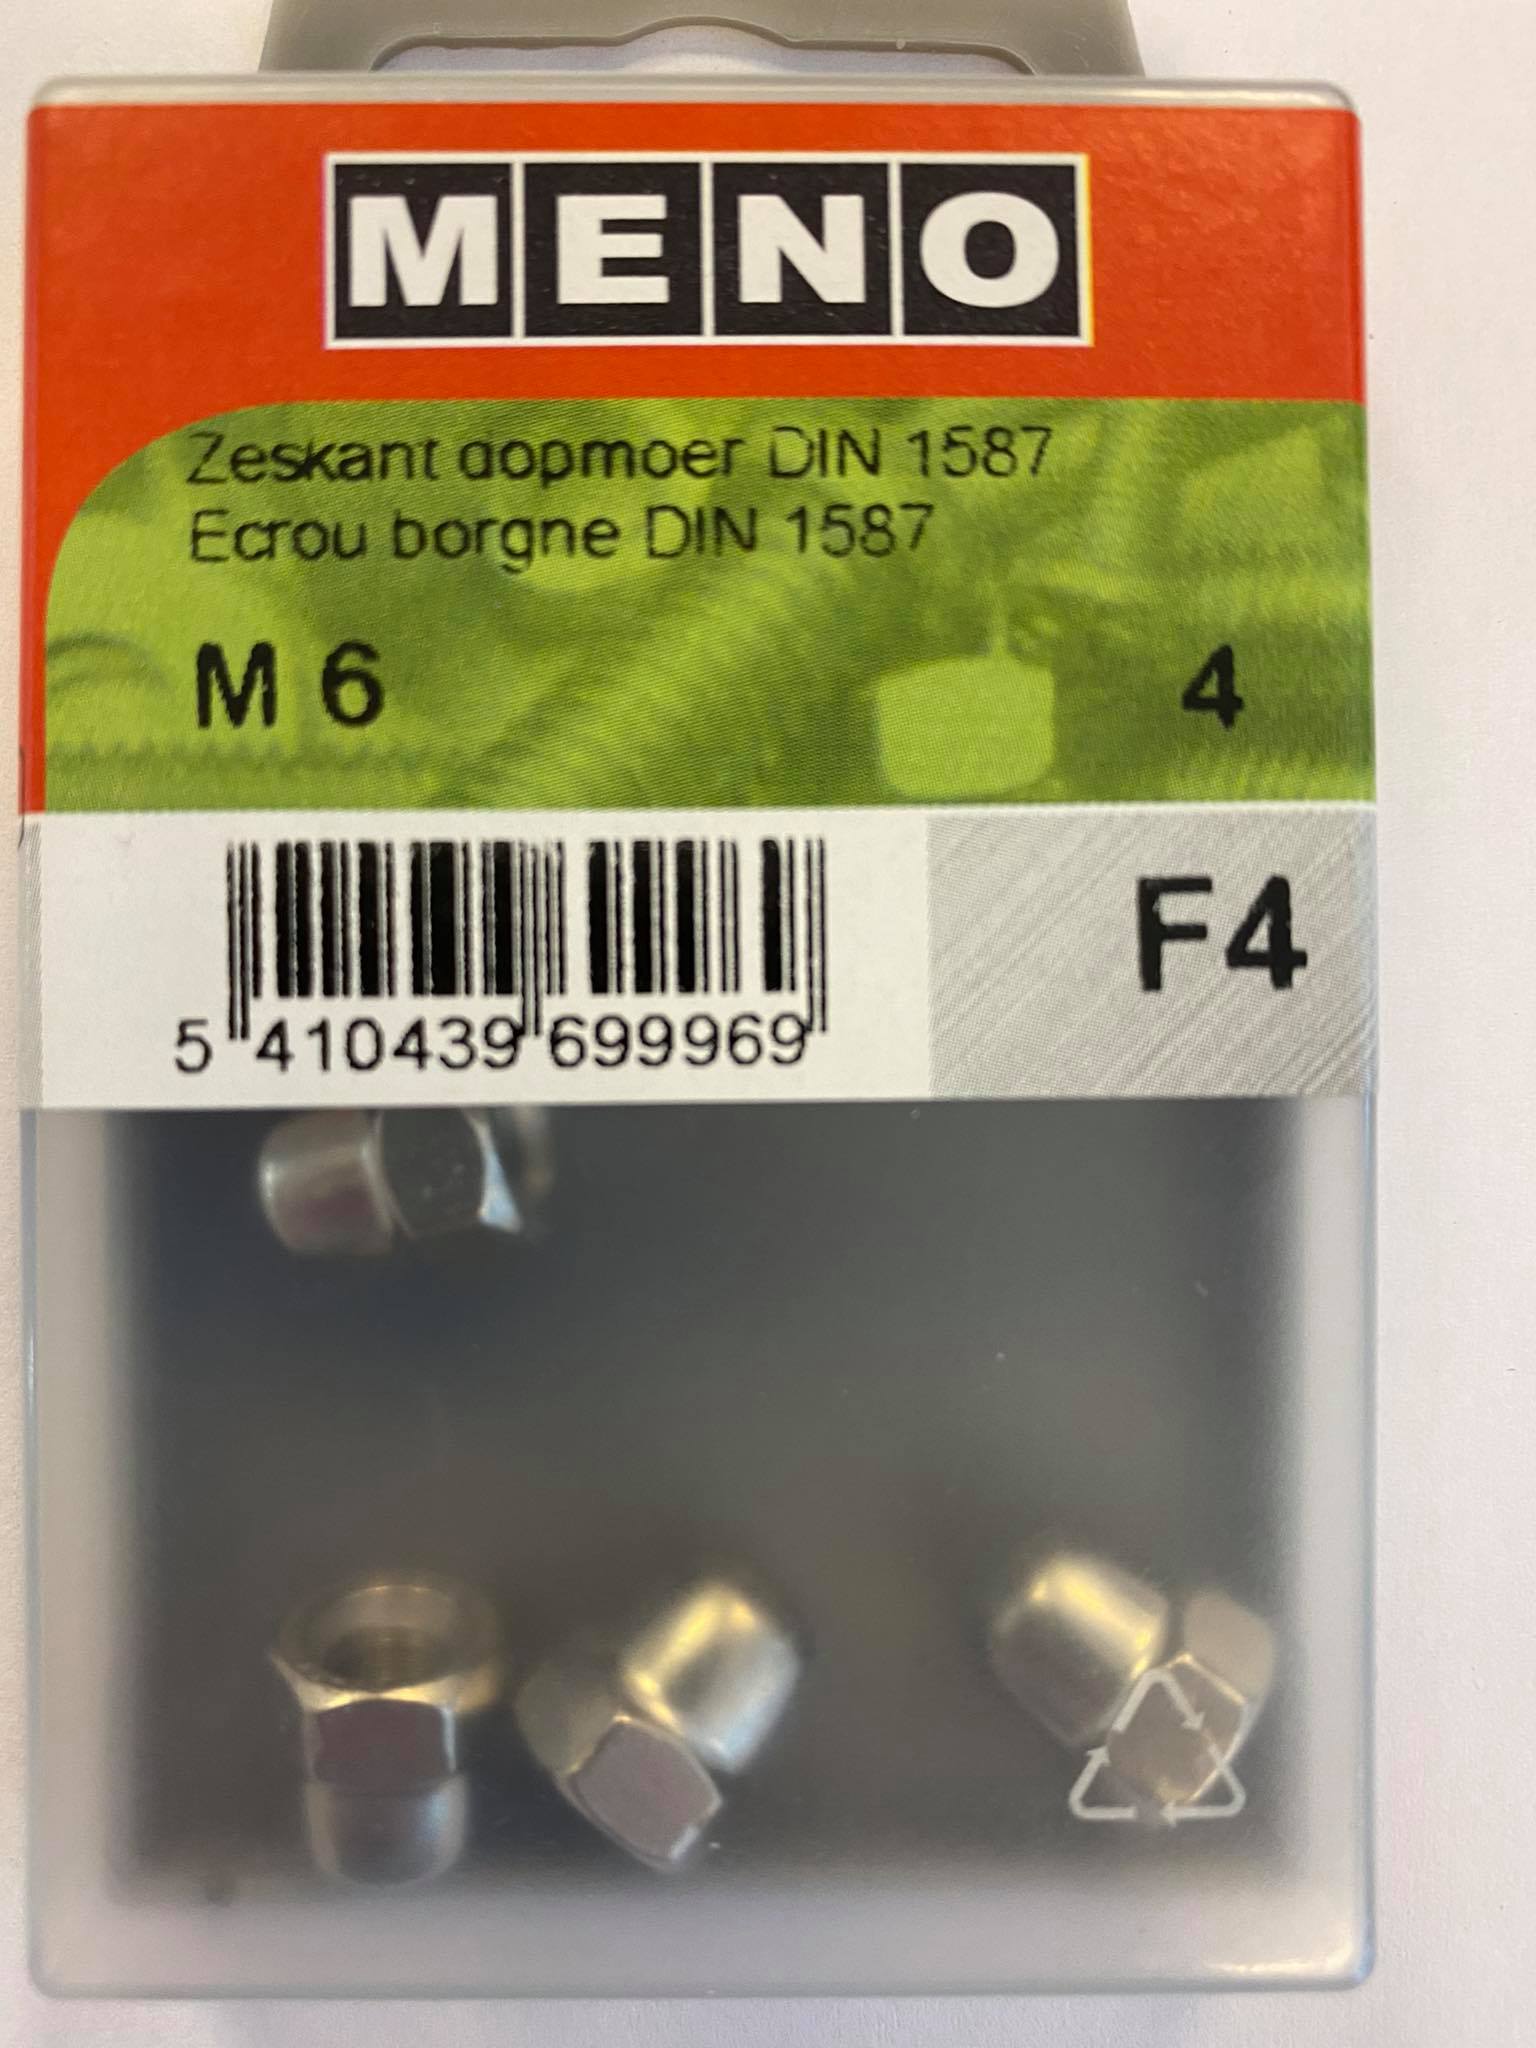 MENO
Zeskant dopmoer DIN 1587
Ecrou borgne DIN 1587
M 6 4
F4
5 410439 699969